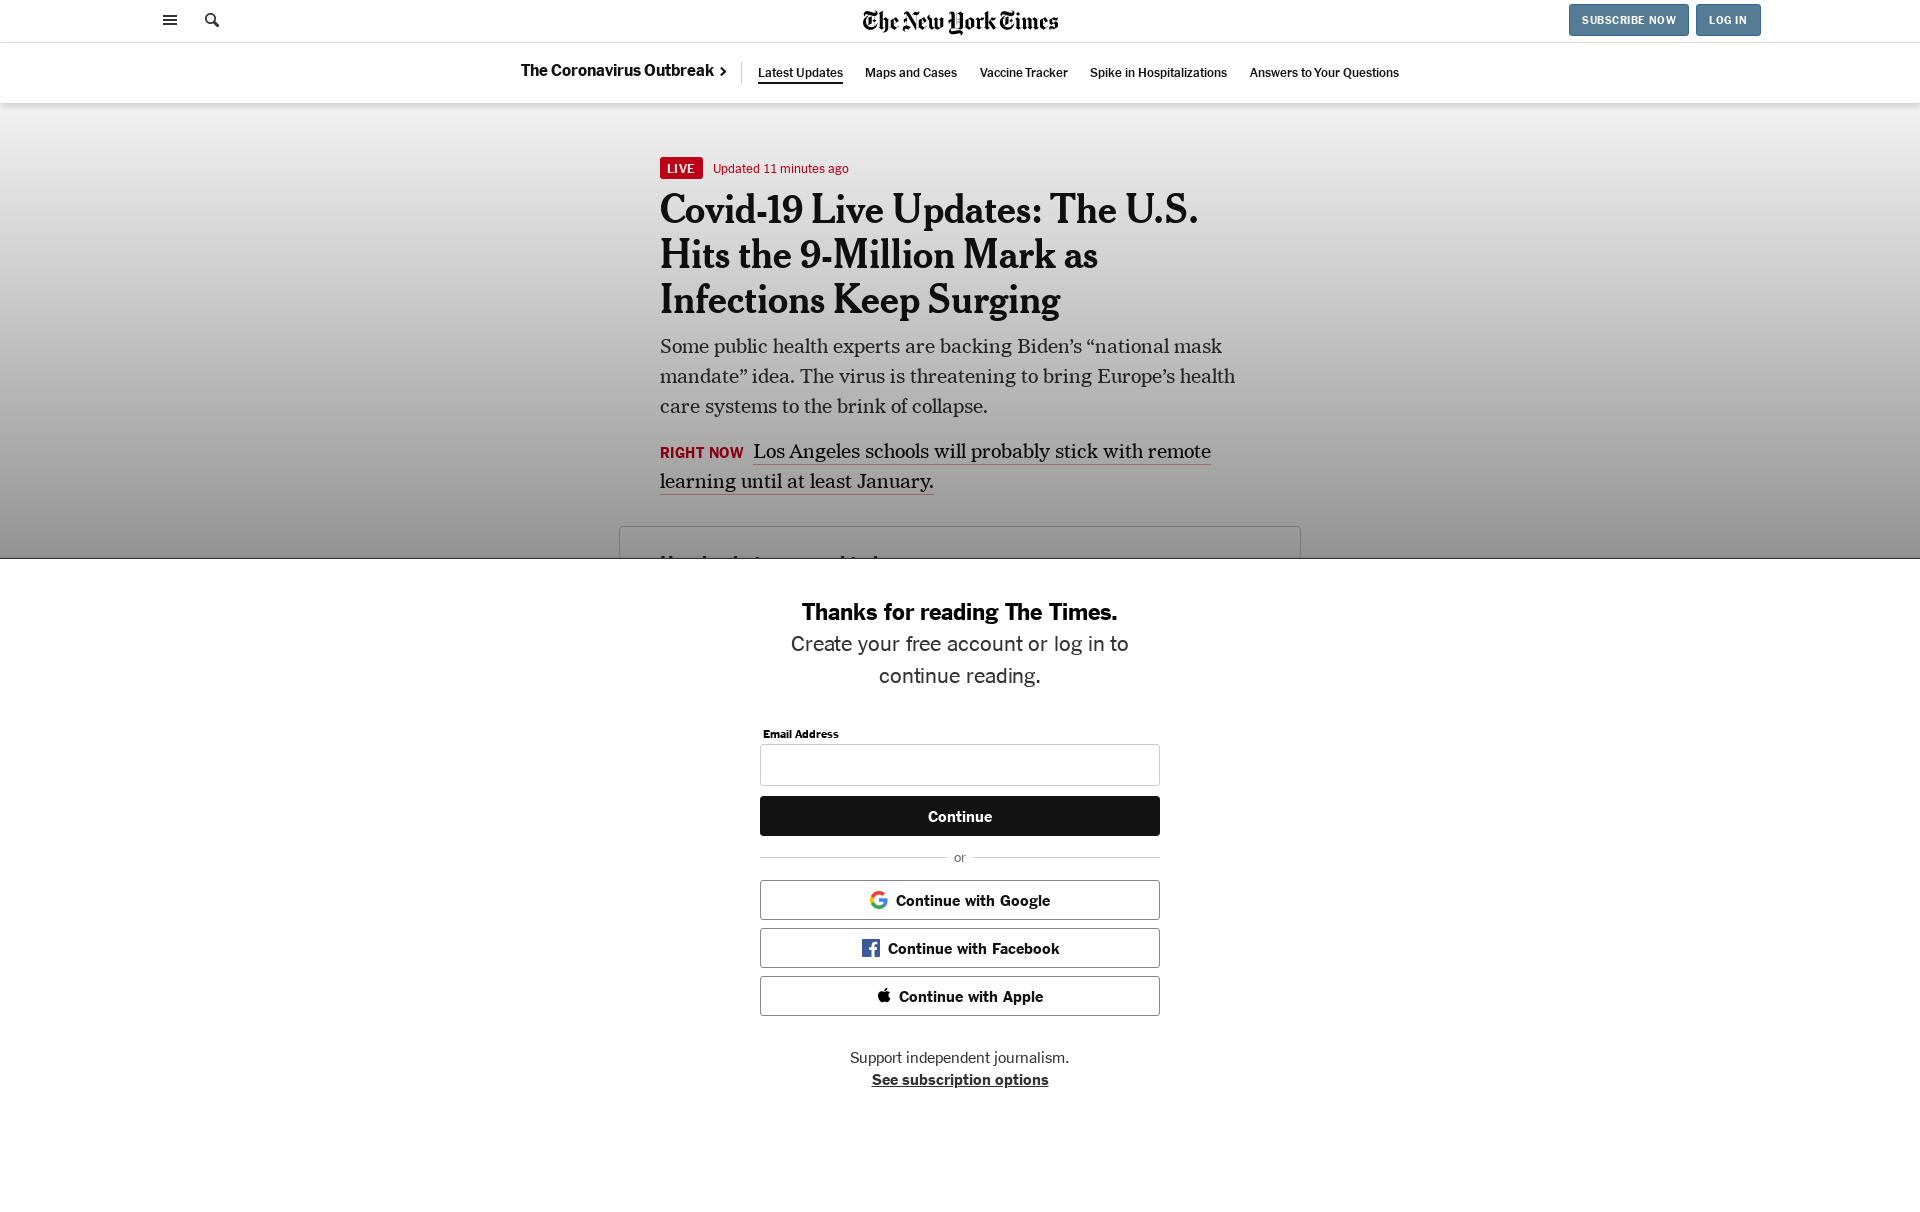 The New York Times
SUBSCRIBE NOW
LOG IN
The Coronavirus Outbreak
Latest Updates
Maps and Cases
Vaccine Tracker
Spike in Hospitalizations
Answers to Your Questions
LIVE Updated 11 minutes ago
Covid-19 Live Updates: The U.S.
Hits the 9-Million Mark as
Infections Keep Surging
Some public health experts are backing Biden’s “national mask
mandate” idea. The virus is threatening to bring Europe’s health
care systems to the brink of collapse.
RIGHT NOW Los Angeles schools will probably stick with remote
learning until at least January.
Thanks for reading The Times.
Create your free account or log in to
continue reading.
Email Address
Continue
or
Continue with Google
Continue with Facebook
Continue with Apple
Support independent journalism.
See subscription options